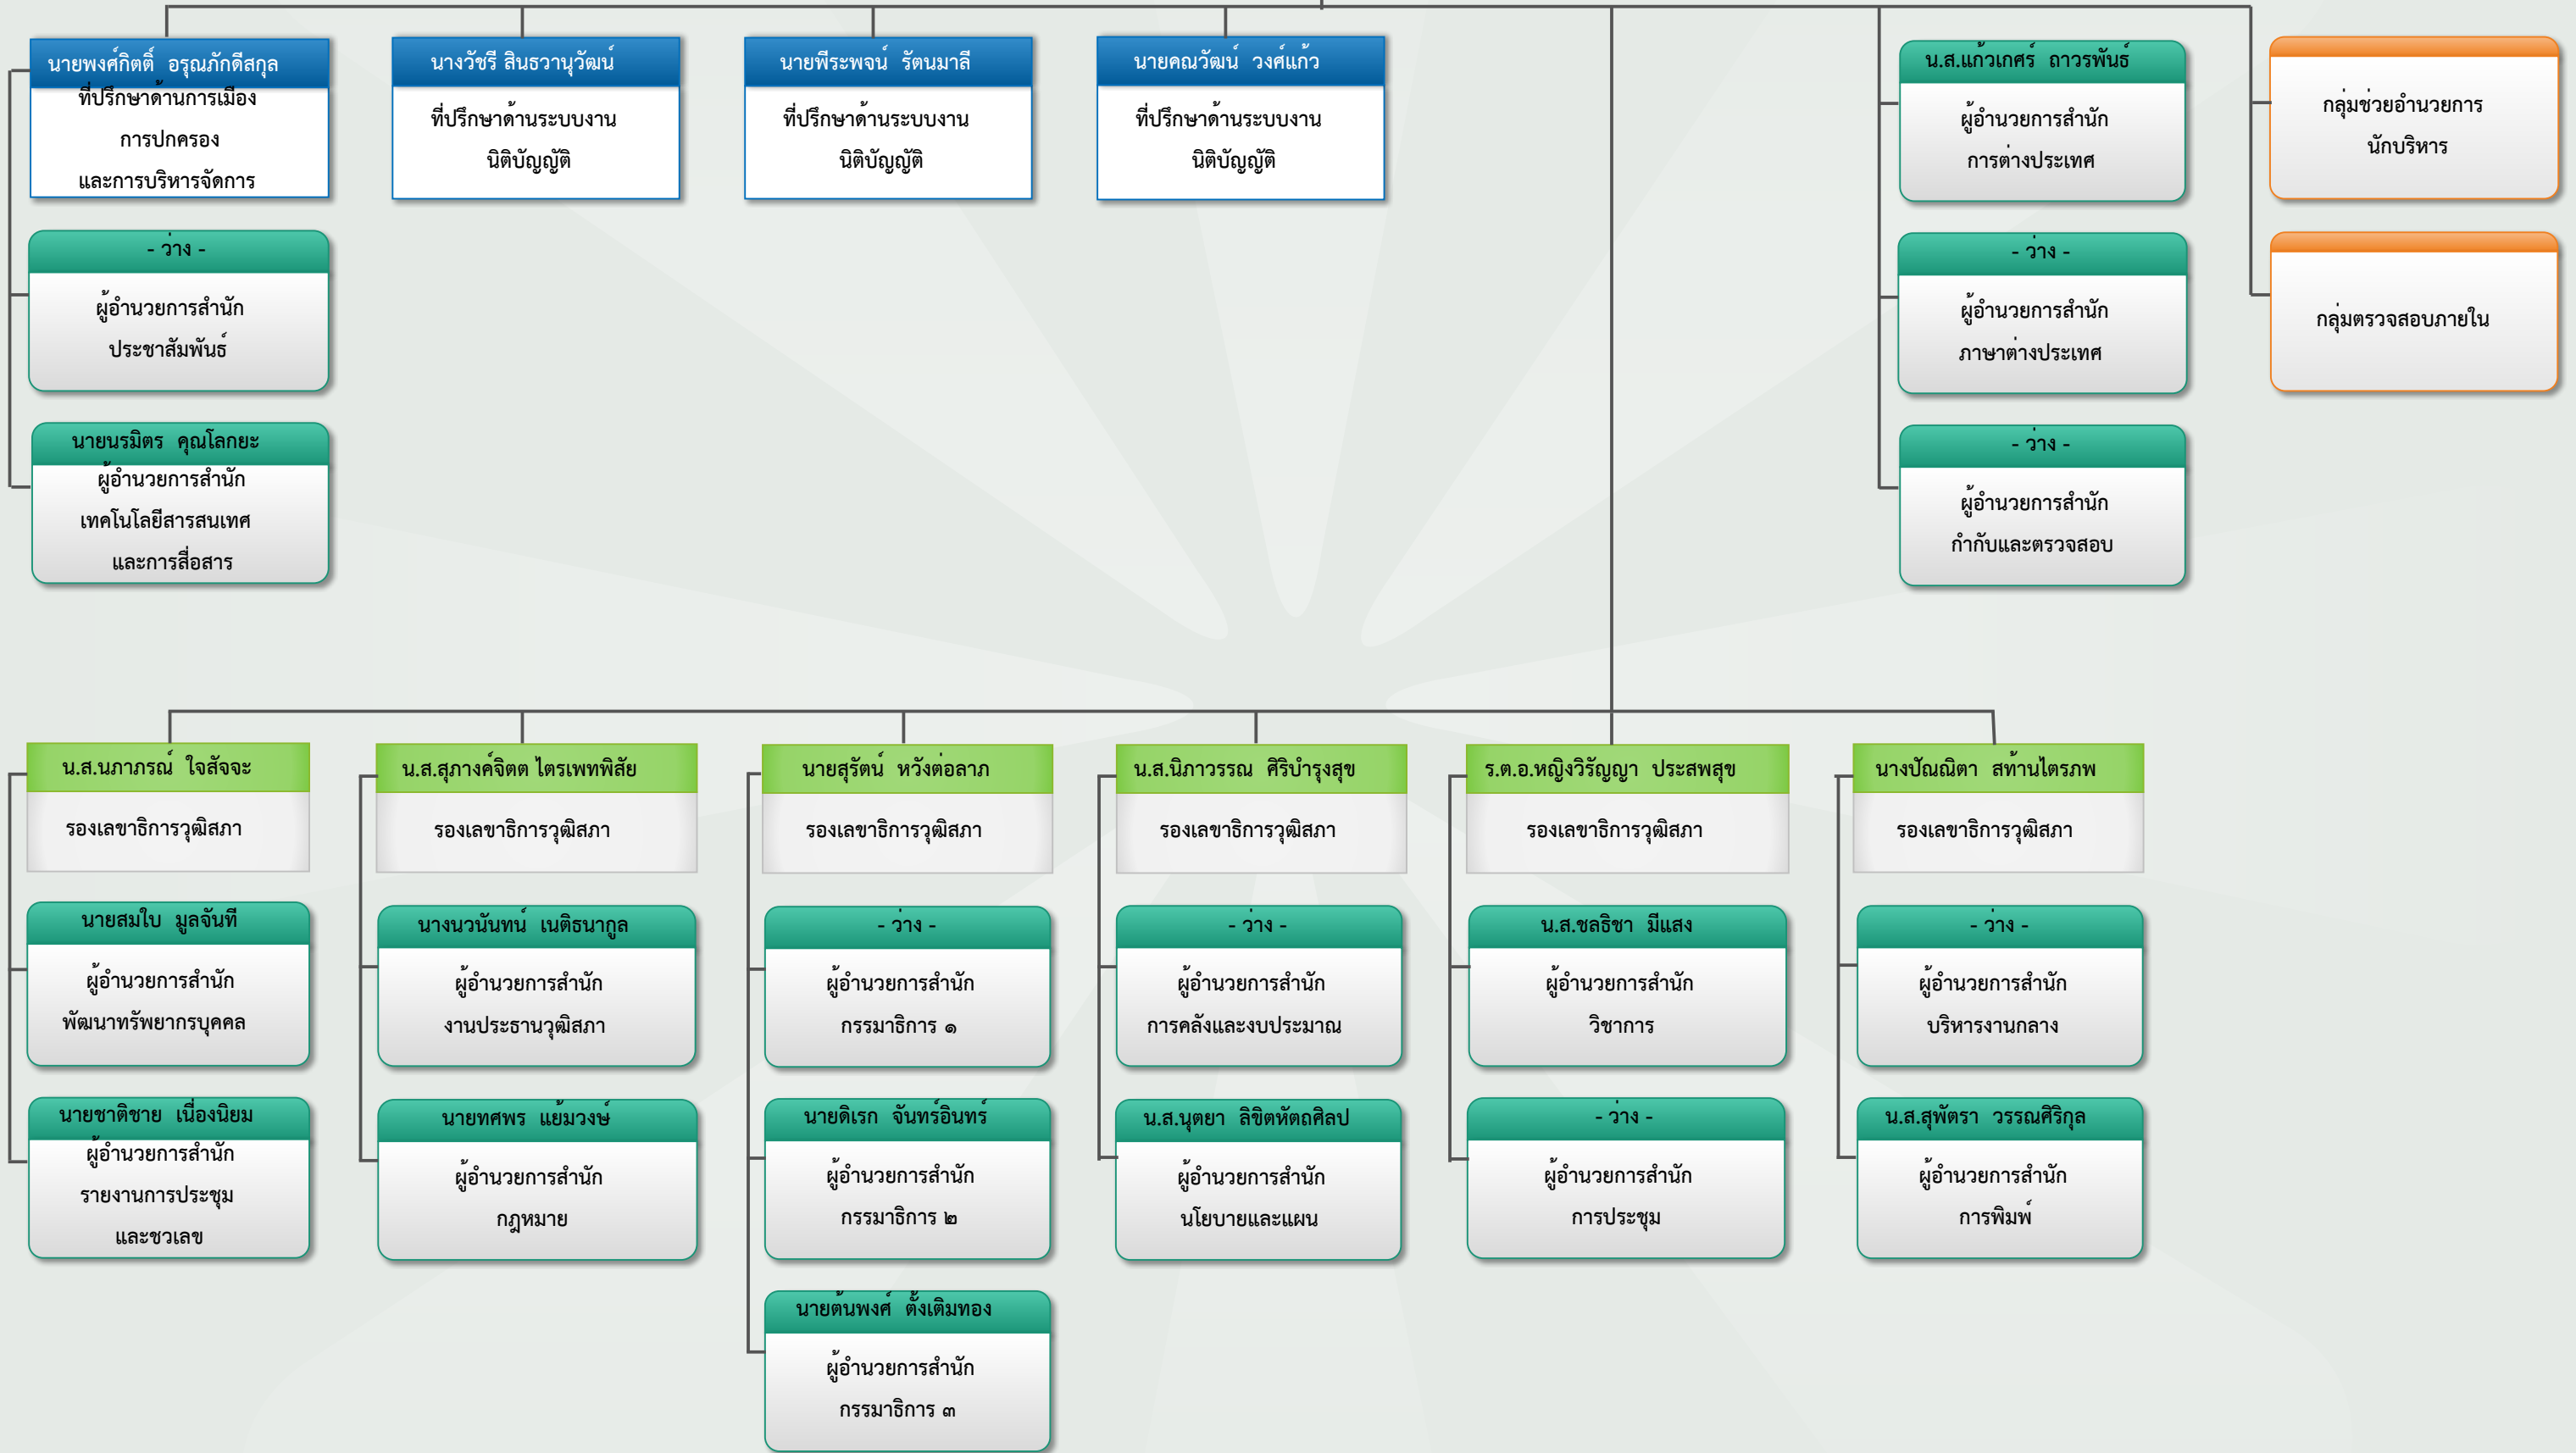 นายพงศ์กิตติ์ อรุณภักดีสกุล
ที่ปรึกษาด้านการเมือง
การปกครอง
และการบริหารจัดการ
นางวัชรี สินธวานุวัฒน์
ที่ปรึกษาด้านระบบงาน
นิติบัญญัติ
นายพีระพจน์ รัตนมาลี
ที่ปรึกษาด้านระบบงาน
นิติบัญญัติ
นายคณวัฒน์ วงศ์แก้ว
ที่ปรึกษาด้านระบบงาน
นิติบัญญัติ
น.ส.แก้วเกศร์ ถาวรพันธ์
ผู้อำนวยการสำนัก
การต่างประเทศ
กลุ่มช่วยอำนวยการ
นักบริหาร
- ว่าง -
ผู้อำนวยการสำนัก
ประชาสัมพันธ์
- ว่าง -
ผู้อำนวยการสำนัก
ภาษาต่างประเทศ
กลุ่มตรวจสอบภายใน
นายนรมิตร คุณโลกยะ
ผู้อำนวยการสำนัก
เทคโนโลยีสารสนเทศ
และการสื่อสาร
- ว่าง -
ผู้อำนวยการสำนัก
กำกับและตรวจสอบ
น.ส.นภาภรณ์ ใจสัจจะ
รองเลขาธิการวุฒิสภา
น.ส.สุภางค์จิตต ไตรเพทพิสัย
รองเลขาธิการวุฒิสภา
นายสุรัตน์ หวังต่อลาภ
รองเลขาธิการวุฒิสภา
น.ส.นิภาวรรณ ศิริบำรุงสุข
รองเลขาธิการวุฒิสภา
ร.ต.อ.หญิงวิรัญญา ประสพสุข
รองเลขาธิการวุฒิสภา
นางปัณณิตา สท้านไตรภพ
รองเลขาธิการวุฒิสภา
นายสมใบ มูลจันที
ผู้อำนวยการสำนัก
พัฒนาทรัพยากรบุคคล
นางนวนันทน์ เนติธนากูล
ผู้อำนวยการสำนัก
งานประธานวุฒิสภา
- ว่าง -
ผู้อำนวยการสำนัก
กรรมาธิการ ๑
- ว่าง -
ผู้อำนวยการสำนัก
การคลังและงบประมาณ
น.ส.ชลธิชา มีแสง
ผู้อำนวยการสำนัก
วิชาการ
- ว่าง -
ผู้อำนวยการสำนัก
บริหารงานกลาง
นายชาติชาย เนื่องนิยม
ผู้อำนวยการสำนัก
รายงานการประชุม
และชวเลข
นายทศพร แย้มวงษ์
ผู้อำนวยการสำนัก
กฎหมาย
นายดิเรก จันทร์อินทร์
ผู้อำนวยการสำนัก
กรรมาธิการ ๒
น.ส.นุตยา ลิขิตหัตถศิลป
ผู้อำนวยการสำนัก
นโยบายและแผน
- ว่าง -
ผู้อำนวยการสำนัก
การประชุม
น.ส.สุพัตรา วรรณศิริกุล
ผู้อำนวยการสำนัก
การพิมพ์
นายต้นพงศ์ ตั้งเติมทอง
ผู้อำนวยการสำนัก
กรรมาธิการ ๓